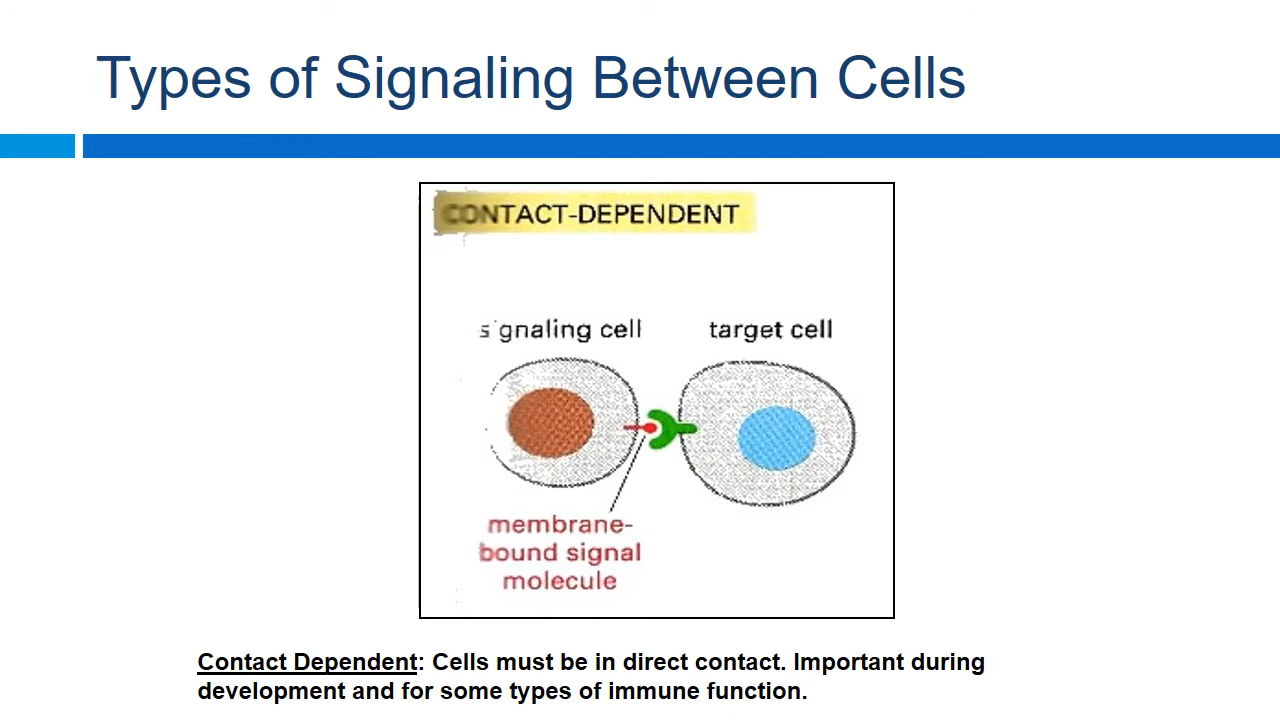 Types of Signaling Between Cells
CONTACT-DEPENDENT
signaling cell
target cell
membrane-
bound signal
molecule
Contact Dependent: Cells must be in direct contact. Important during
development and for some types of immune function.